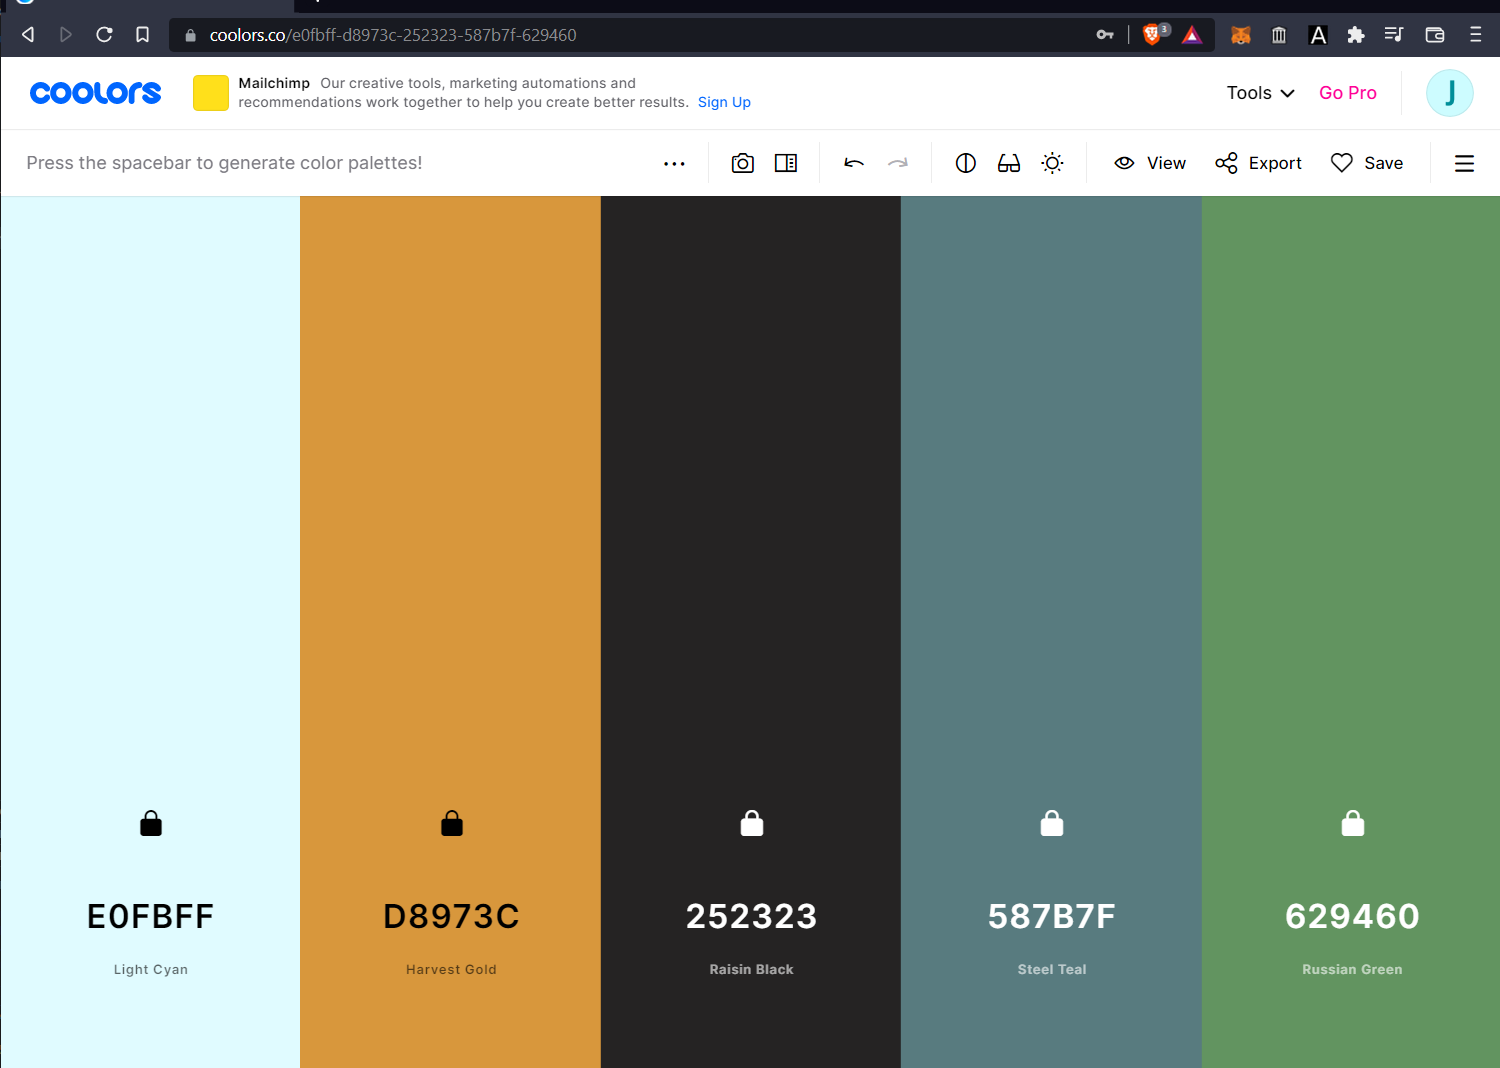 coolors.co/e0fbff-d8973c-252323-587b7f-629460
3
A
coolors
Mailchimp Our creative tools, marketing automations and
recommendations work together to help you create better results. Sign Up
Tools
Go Pro
J
Press the spacebar to generate color palettes!
View
Export
Save
E0FBFF
Light Cyan
D8973C
Harvest Gold
252323
Raisin Black
587B7F
Steel Teal
629460
Russian Green